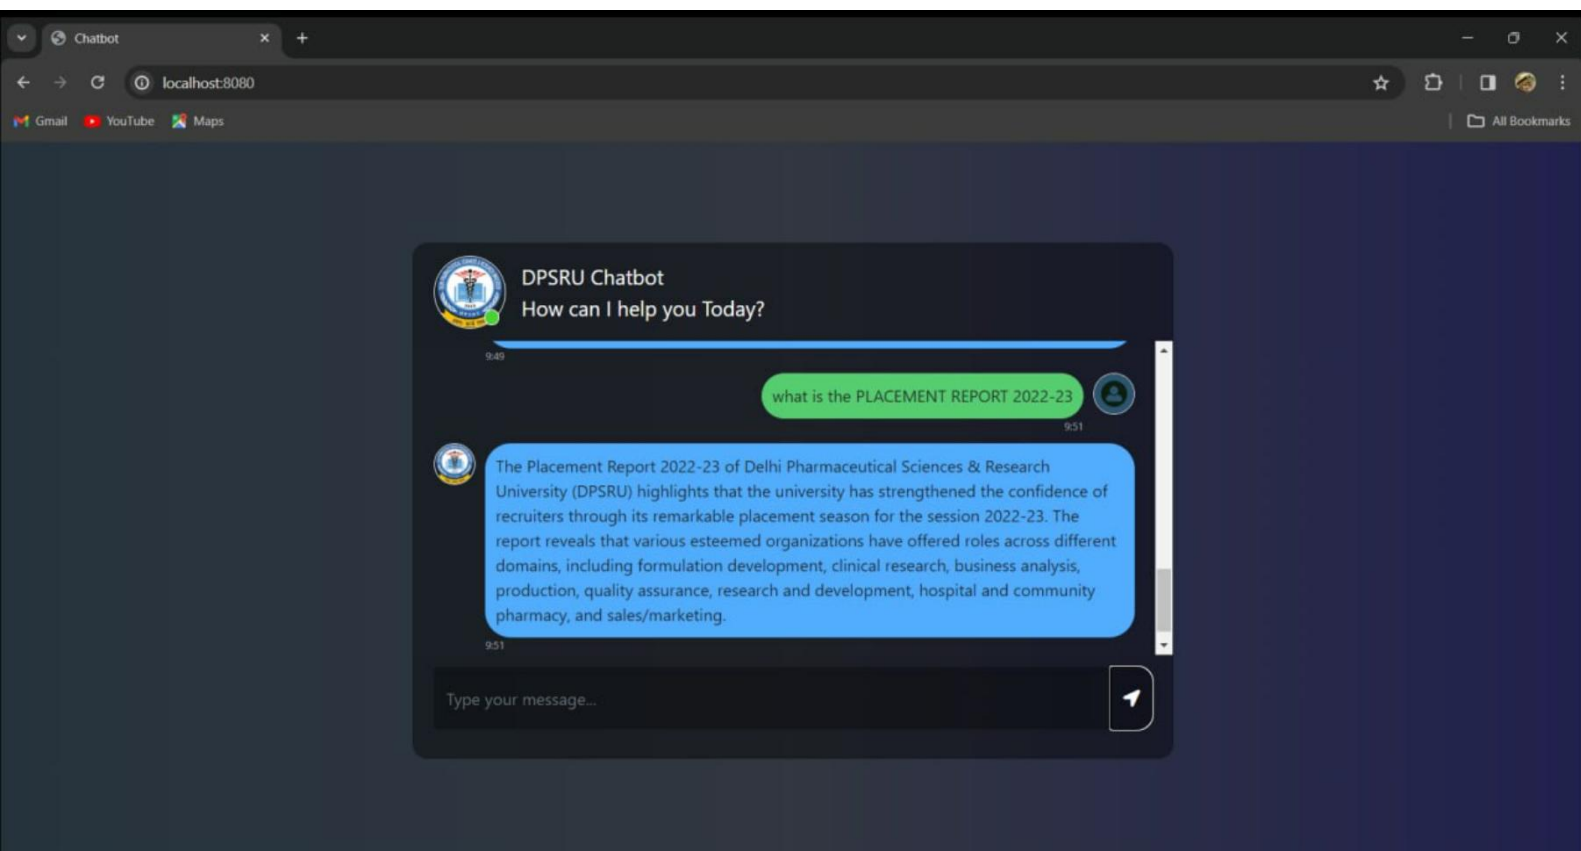 Chatbot
localhost:8080
Gmail YouTube Maps All Bookmarks
DPSRU Chatbot
How can I help you Today?
9:49
what is the PLACEMENT REPORT 2022-23
9:51
The Placement Report 2022-23 of Delhi Pharmaceutical Sciences & Research
University (DPSRU) highlights that the university has strengthened the confidence of
recruiters through its remarkable placement season for the session 2022-23. The
report reveals that various esteemed organizations have offered roles across different
domains, including formulation development, clinical research, business analysis,
production, quality assurance, research and development, hospital and community
pharmacy, and sales/marketing.
9:51
Type your message...